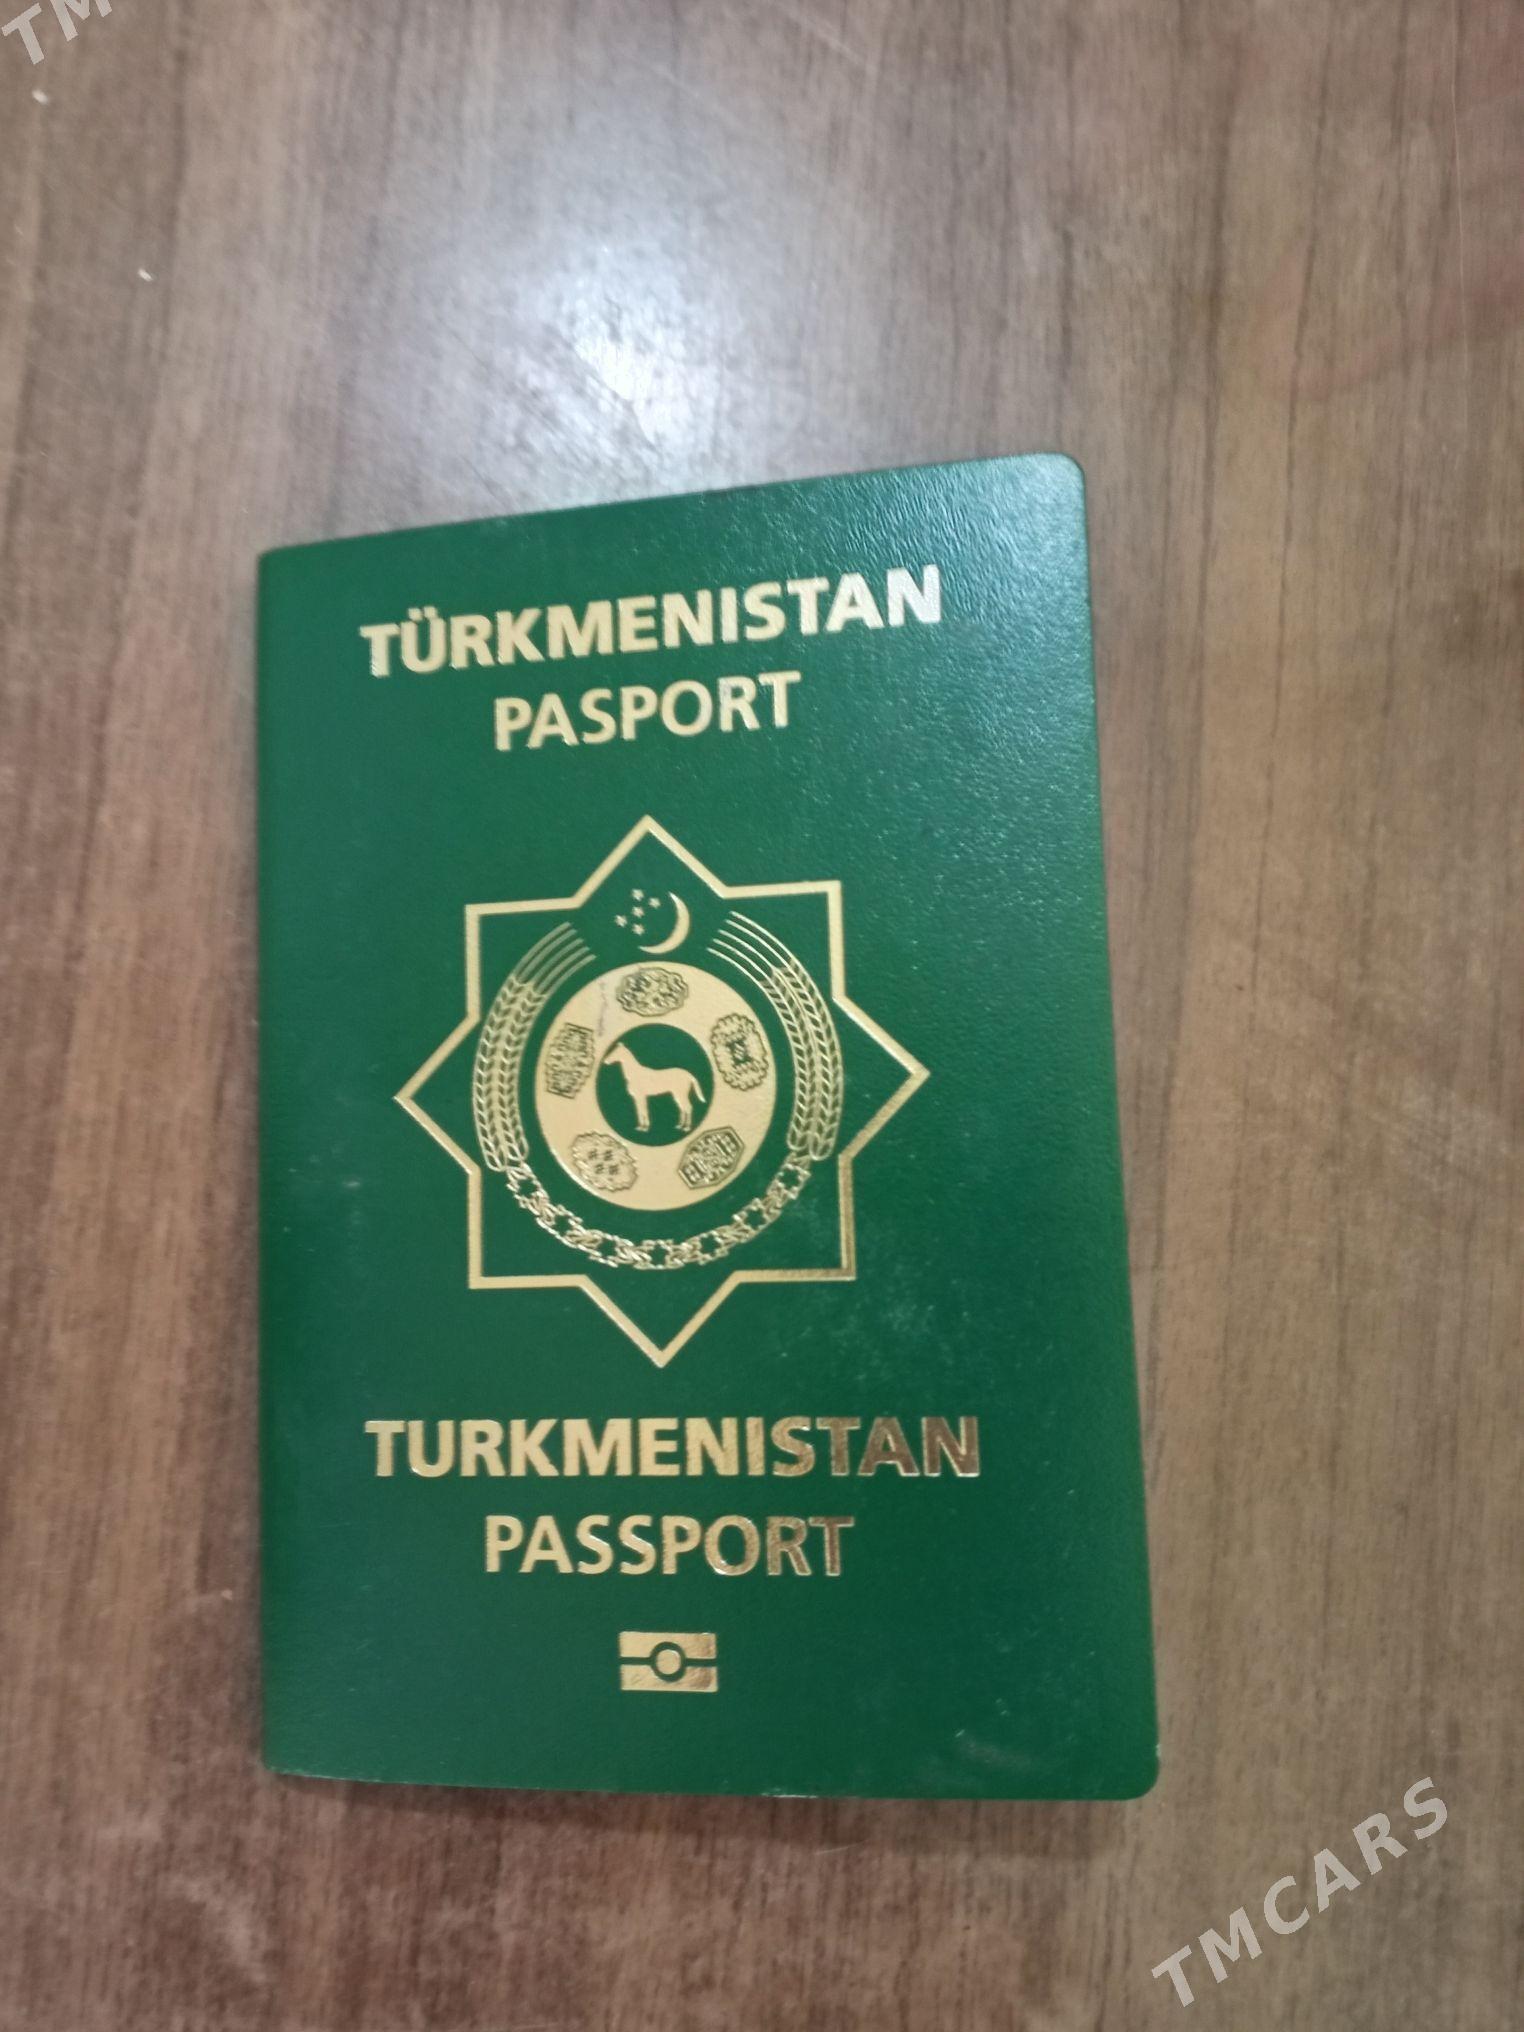 TM
TÜRKMENISTAN
PASPORT
TURKMENISTAN
PASSPORT
TMCARS